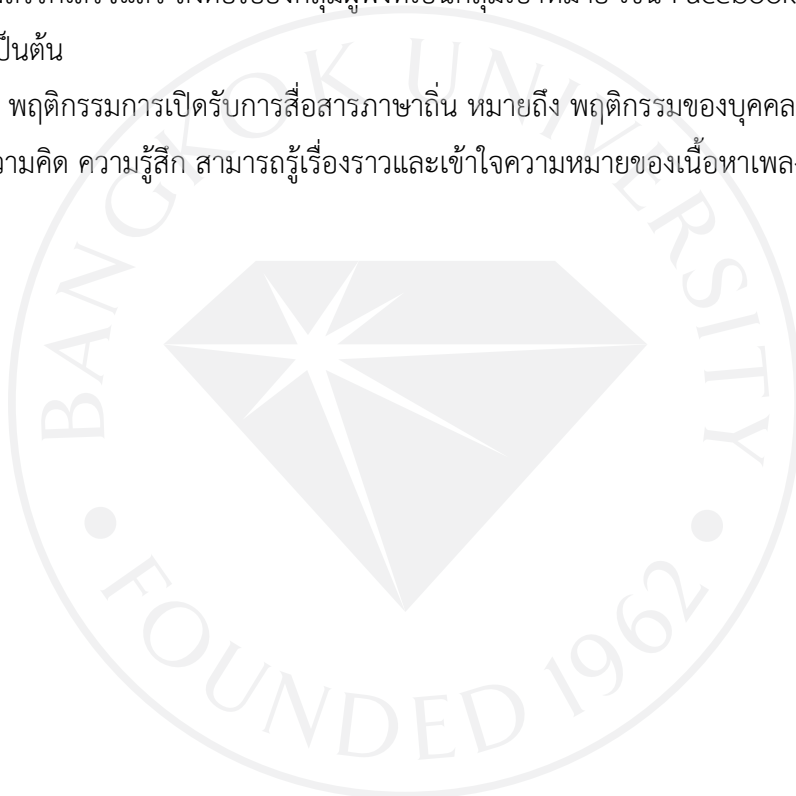 เป็นต้น
พฤติกรรมการเปิดรับการสื่อสารภาษาถิ่น หมายถึง พฤติกรรมของบุคคล
ความคิด ความรู้สึก สามารถรู้เรื่องราวและเข้าใจความหมายของเนื้อหาเพลง
BANGKOK UNIVERSITY
FOUNDED 1962